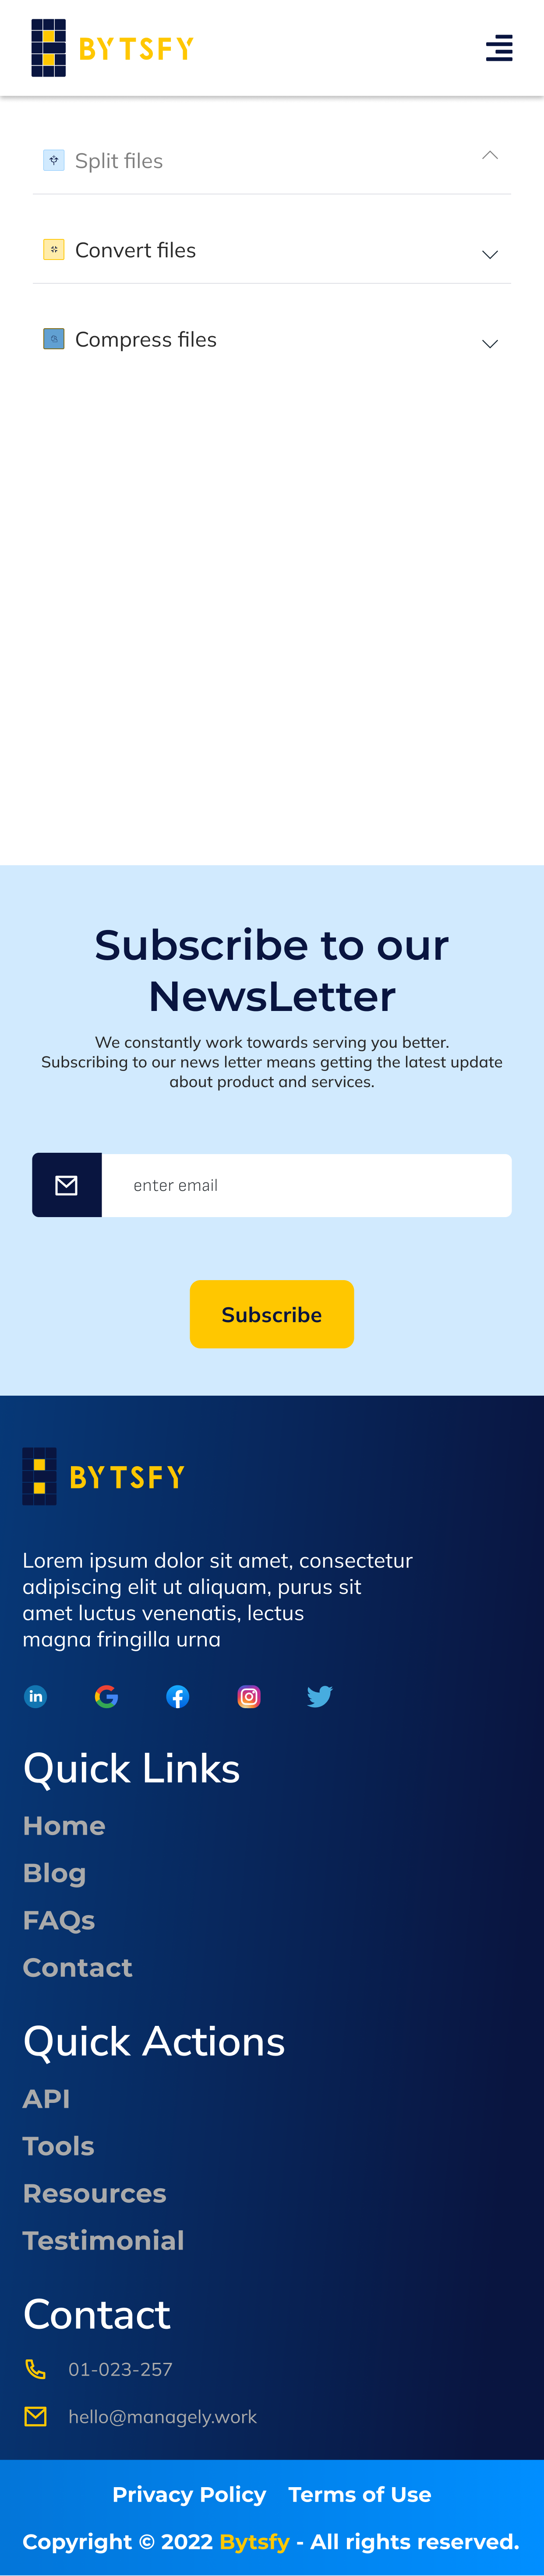 BYTSFY
Split files
Convert files
Compress files
Subscribe to our
NewsLetter
We constantly work towards serving you better.
Subscribing to our news letter means getting the latest update
about product and services.
enter email
Subscribe
BYTSFY
Lorem ipsum dolor sit amet, consectetur
adipiscing elit ut aliquam, purus sit
amet luctus venenatis, lectus
magna fringilla urna
Quick Links
Home
Blog
FAQs
Contact
Quick Actions
API
Tools
Resources
Testimonial
Contact
01-023-257
hello@managely.work
Privacy Policy Terms of Use
Copyright © 2022 Bytsfy - All rights reserved.